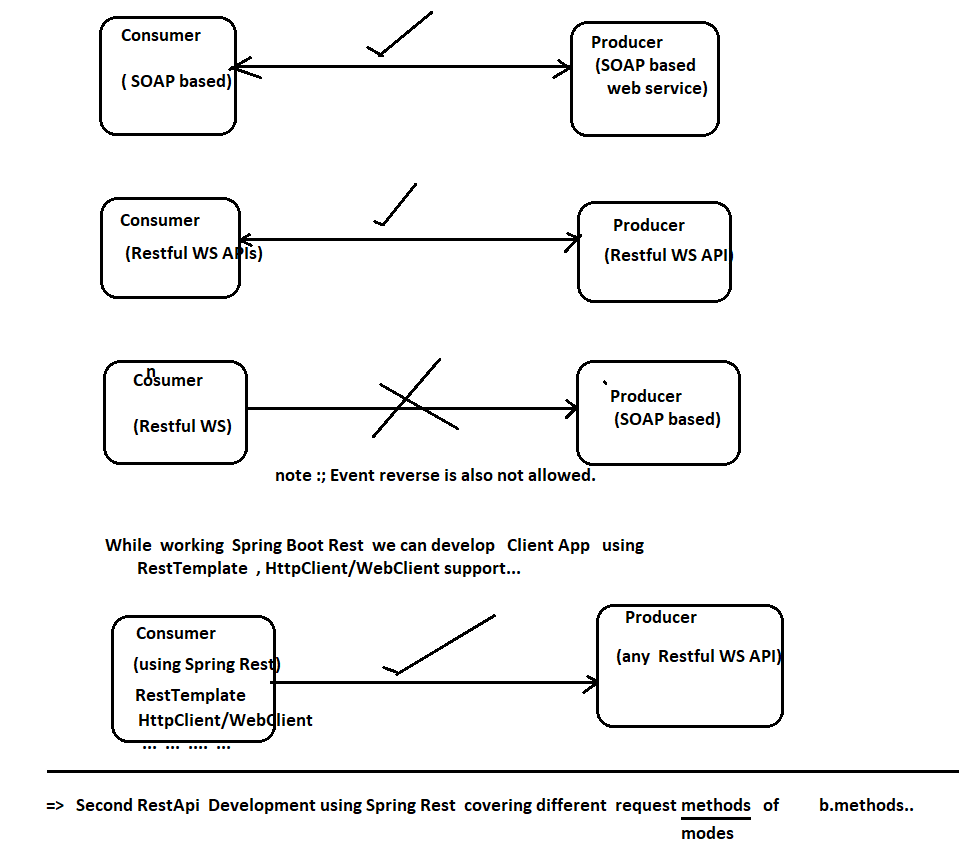 Consumer
( SOAP based)
Producer
(SOAP based
web service)
Consumer
(Restful WS APIs)
Producer
(Restful WS API)
n
Cosumer
(Restful WS)
Producer
(SOAP based)
note :; Event reverse is also not allowed.
While working Spring Boot Rest we can develop Client App using
RestTemplate , HttpClient/WebClient support...
Consumer
(using Spring Rest)
RestTemplate
HttpClient/WebClient
... ... .... ...
Producer
(any Restful WS API)
=> Second RestApi Development using Spring Rest covering different request methods of b.methods..
modes